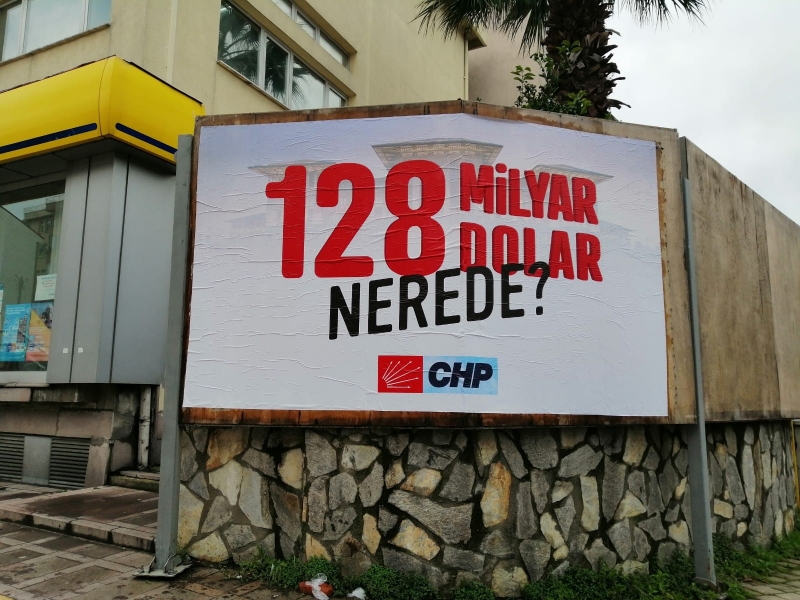 128 MİLYAR
DOLAR
NEREDE?
CHP